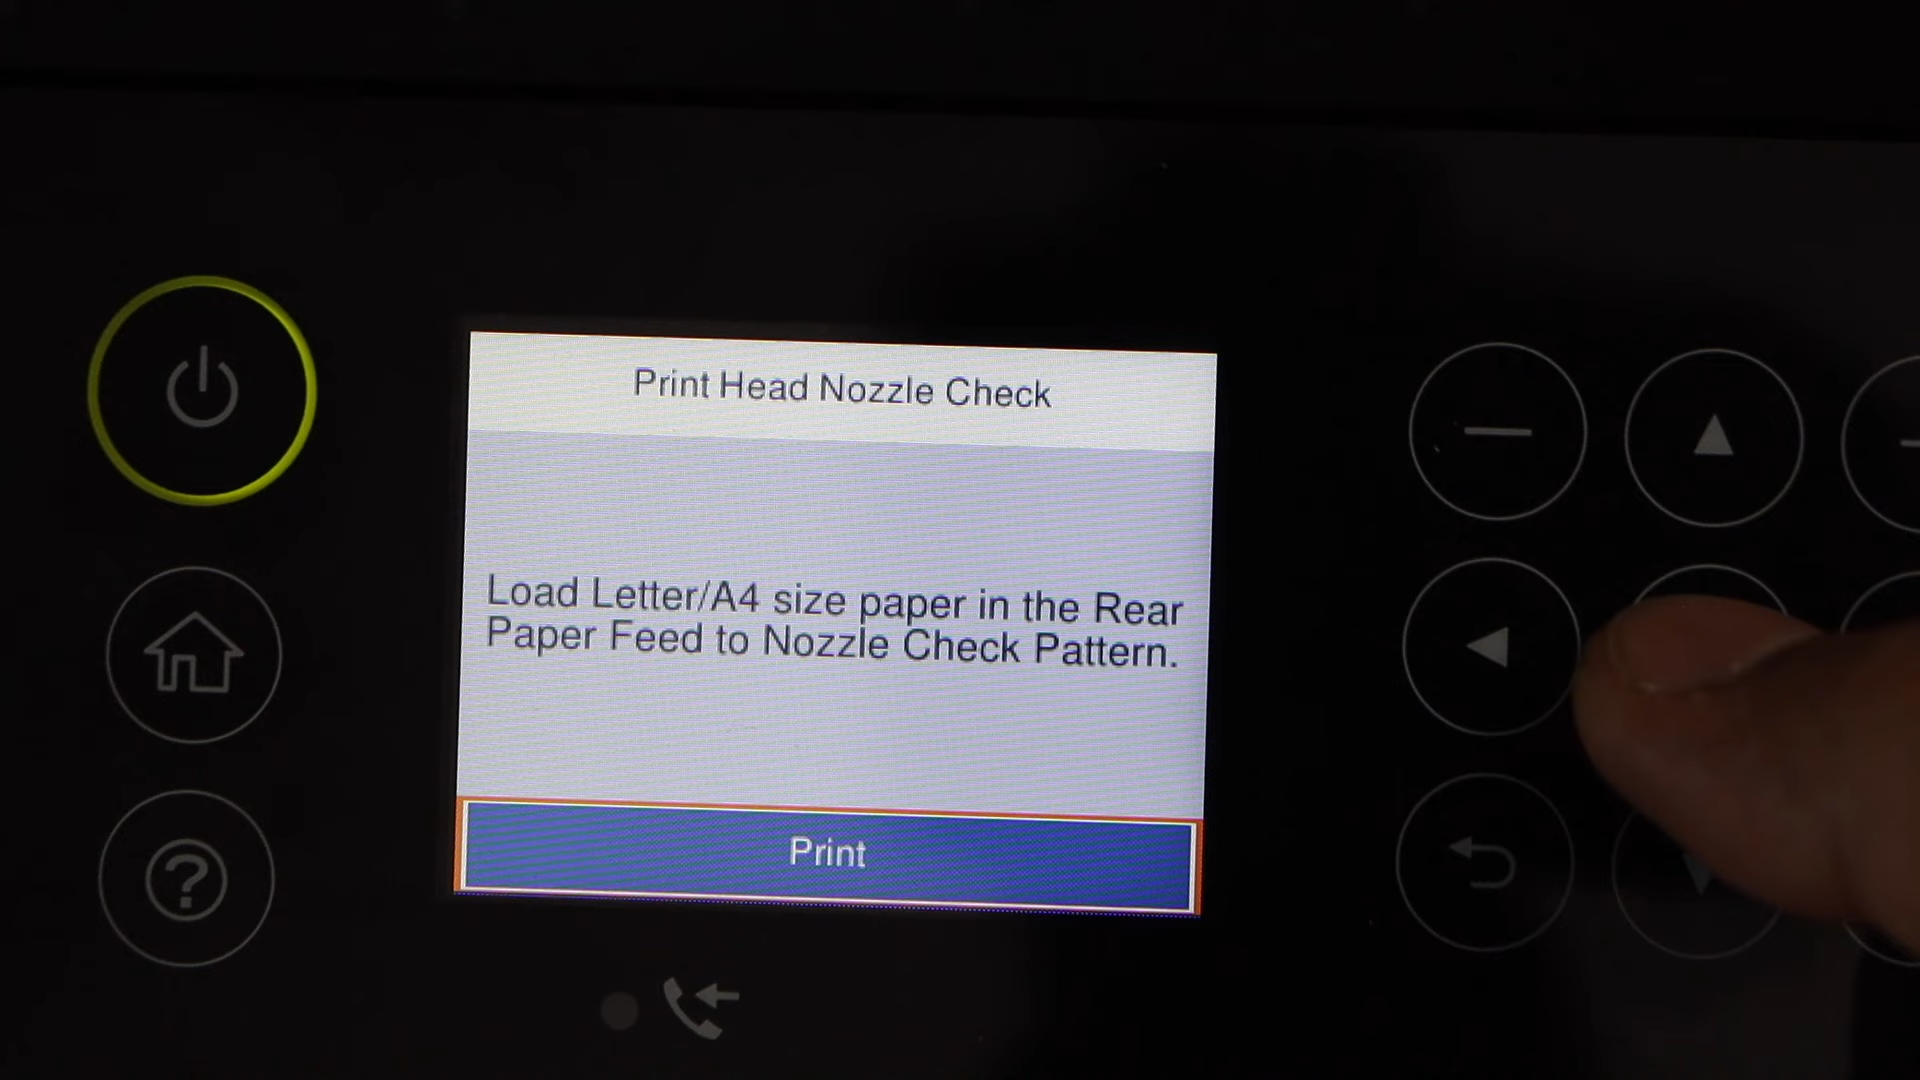 Print Head Nozzle Check
Load Letter/A4 size paper in the Rear
Paper Feed to Nozzle Check Pattern.
Print